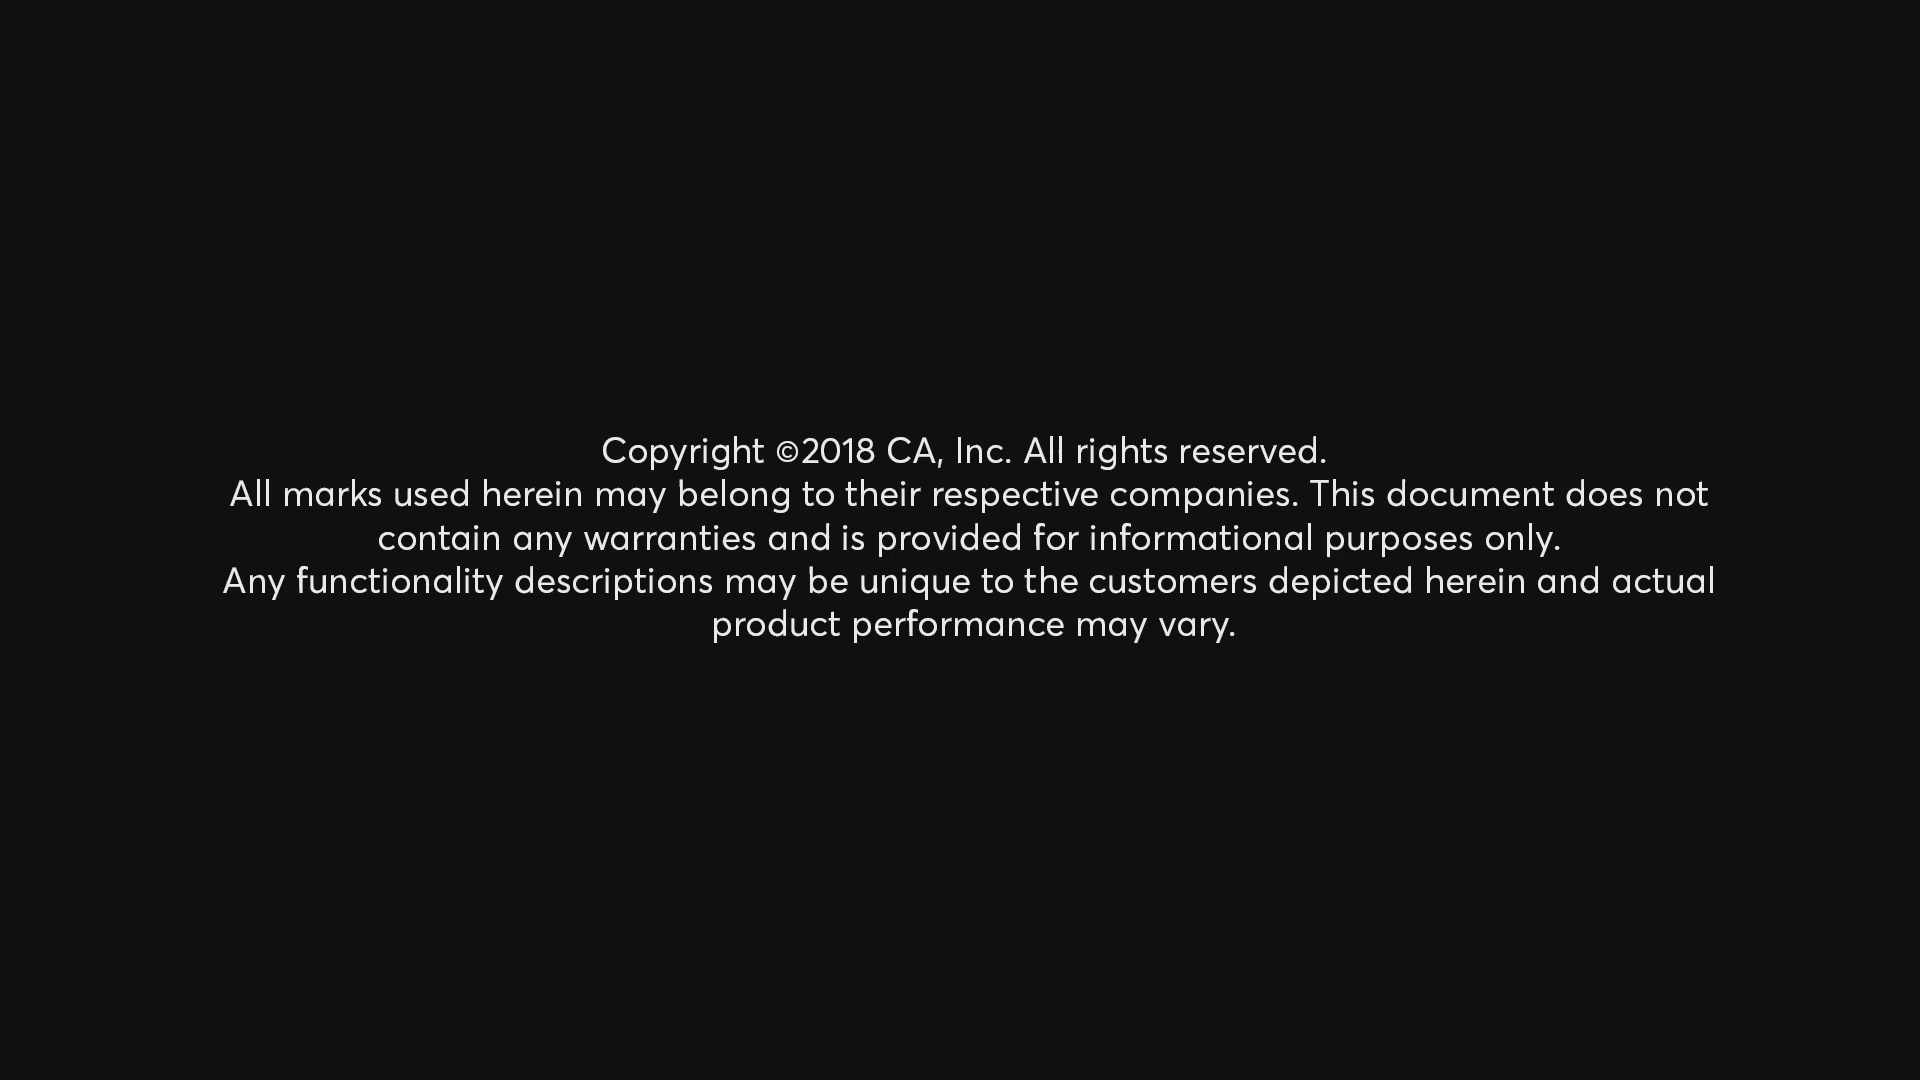 Copyright ©2018 CA, Inc. All rights reserved.
All marks used herein may belong to their respective companies. This document does not
contain any warranties and is provided for informational purposes only.
Any functionality descriptions may be unique to the customers depicted herein and actual
product performance may vary.